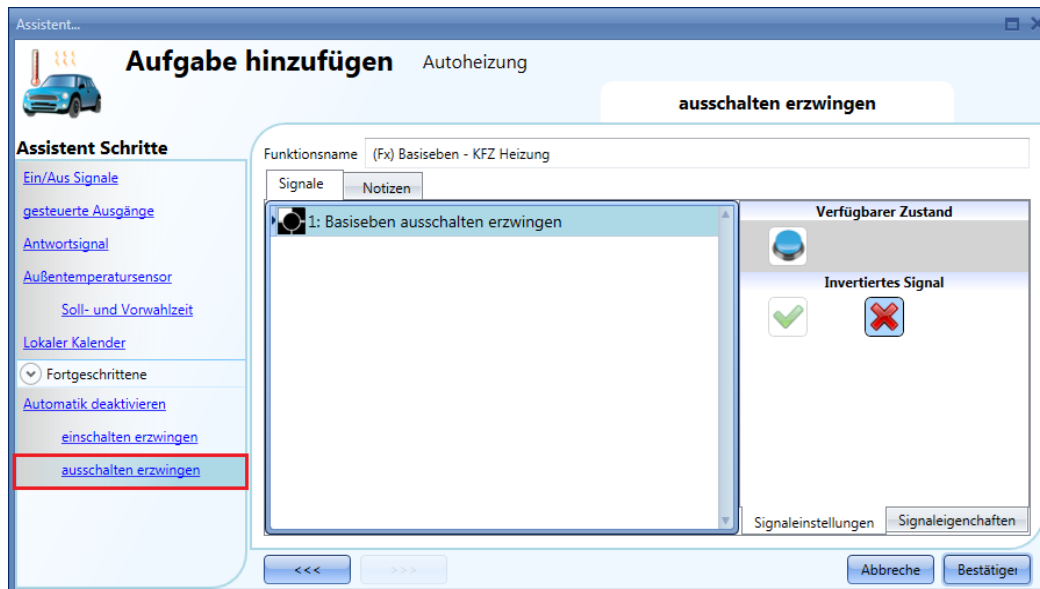 Assistent...
Aufgabe hinzufügen Autoheizung
ausschalten erzwingen
Assistent Schritte
Ein/Aus Signale
gesteuerte Ausgänge
Antwortsignal
Außentemperatursensor
Soll- und Vorwahlzeit
Lokaler Kalender
Fortgeschrittene
Automatik deaktivieren
einschalten erzwingen
ausschalten erzwingen
Funktionsname (Fx) Basiseben - KFZ Heizung
Signale Notizen
1: Basiseben ausschalten erzwingen
Verfügbarer Zustand
Invertiertes Signal
Signaleinstellungen Signaleigenchaften
<<< >>> Abbreche Bestätiger